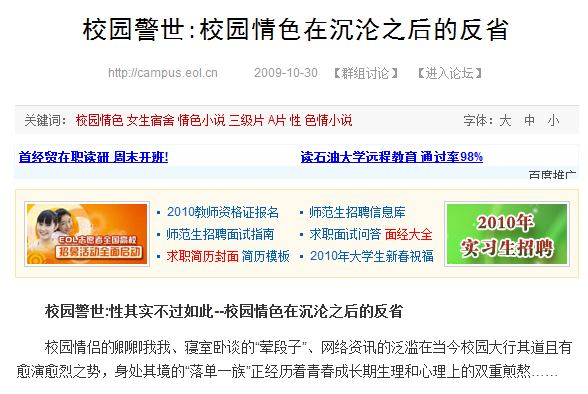 校园警世:校园情色在沉沦之后的反省
http://campus.eol.cn 2009-10-30 【群组讨论】 【进入论坛】
关键词: 校园情色 女生宿舍 情色小说 三级片 A片 性 色情小说 字体: 大 中 小
首经贸在职读研 周末开班! 读石油大学远程教育 通过率98%
百度推广
EOL志愿者全国高校
招募活动全面启动
· 2010教师资格证报名 · 师范生招聘信息库
· 师范生招聘面试指南 · 求职面试问答 面经大全
· 求职简历封面 简历模板 · 2010年大学生新春祝福
2010年
实习生招聘
校园警世:性其实不过如此--校园情色在沉沦之后的反省
校园情侣的卿卿我我、寝室卧谈的“荤段子”、网络资讯的泛滥在当今校园大行其道且有
愈演愈烈之势，身处其境的“落单一族”正经历着青春成长期生理和心理上的双重煎熬……